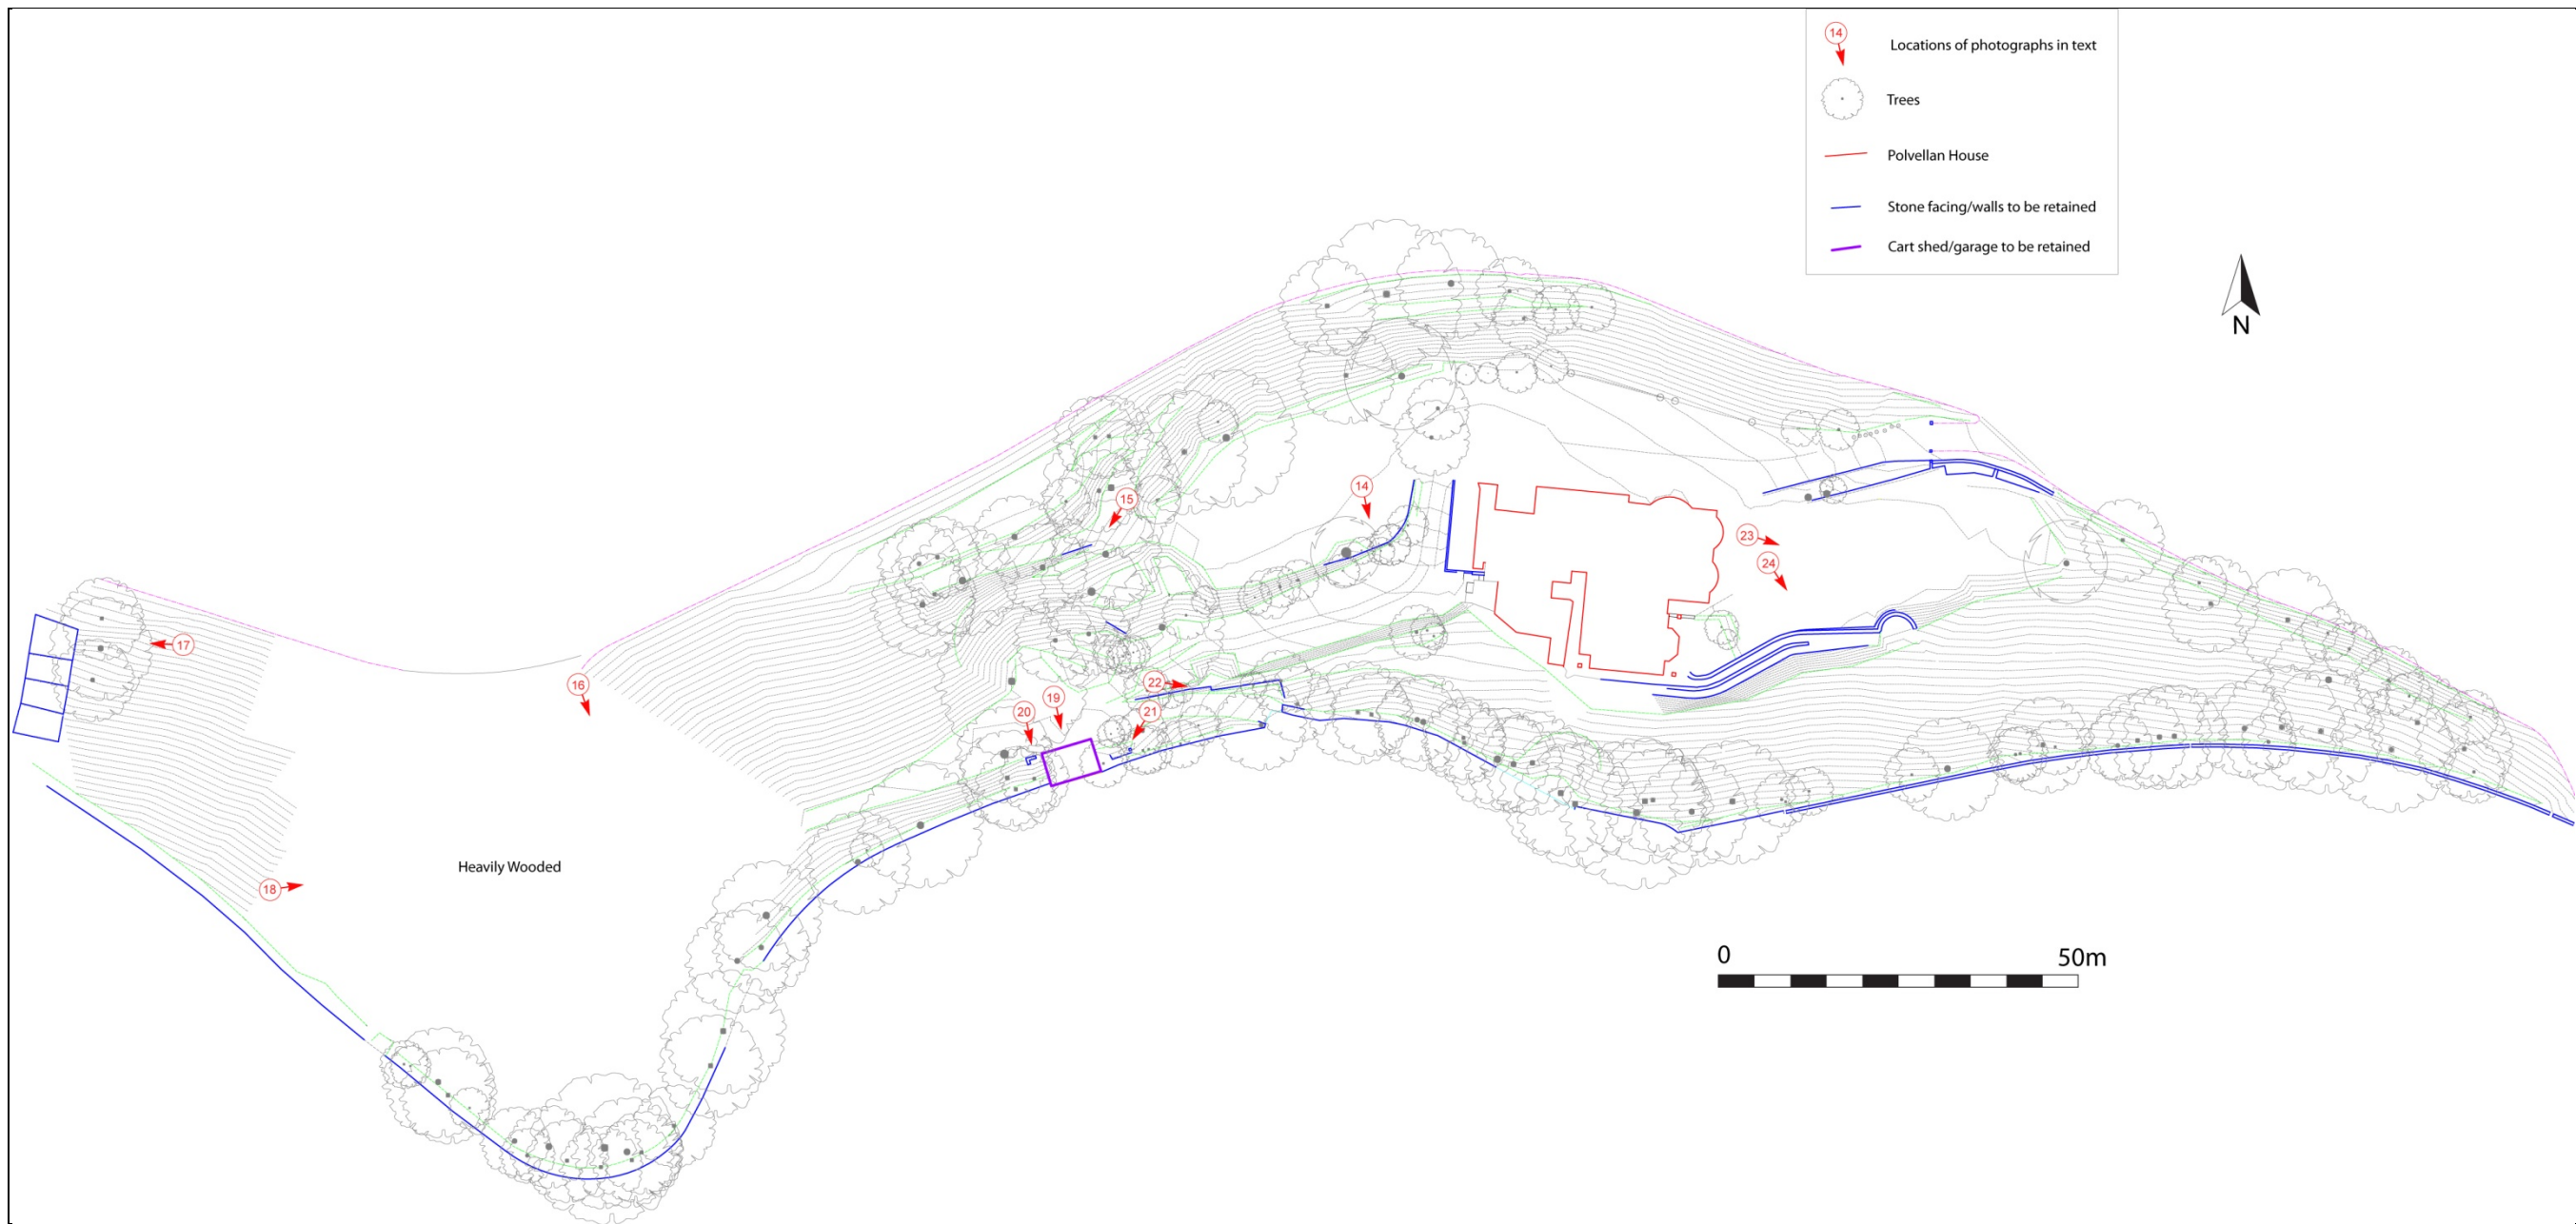 14
Locations of photographs in text
Trees
Polvellan House
Stone facing/walls to be retained
Cart shed/garage to be retained
N
14
15
23
24
17
16
22
19
20
21
Heavily Wooded
18
0
50m